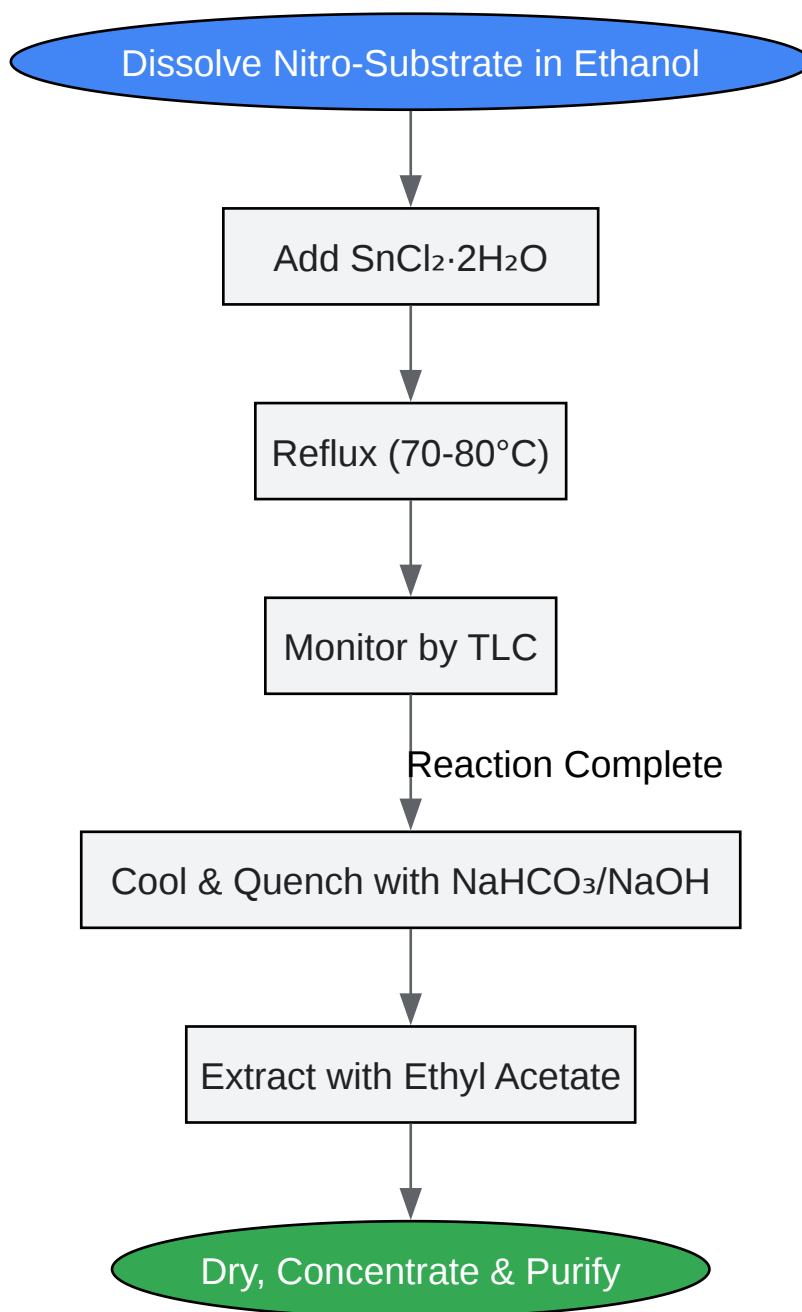 Dissolve Nitro-Substrate in Ethanol
Add SnCl₂·2H₂O
Reflux (70-80°C)
Monitor by TLC
Reaction Complete
Cool & Quench with NaHCO₃/NaOH
Extract with Ethyl Acetate
Dry, Concentrate & Purify